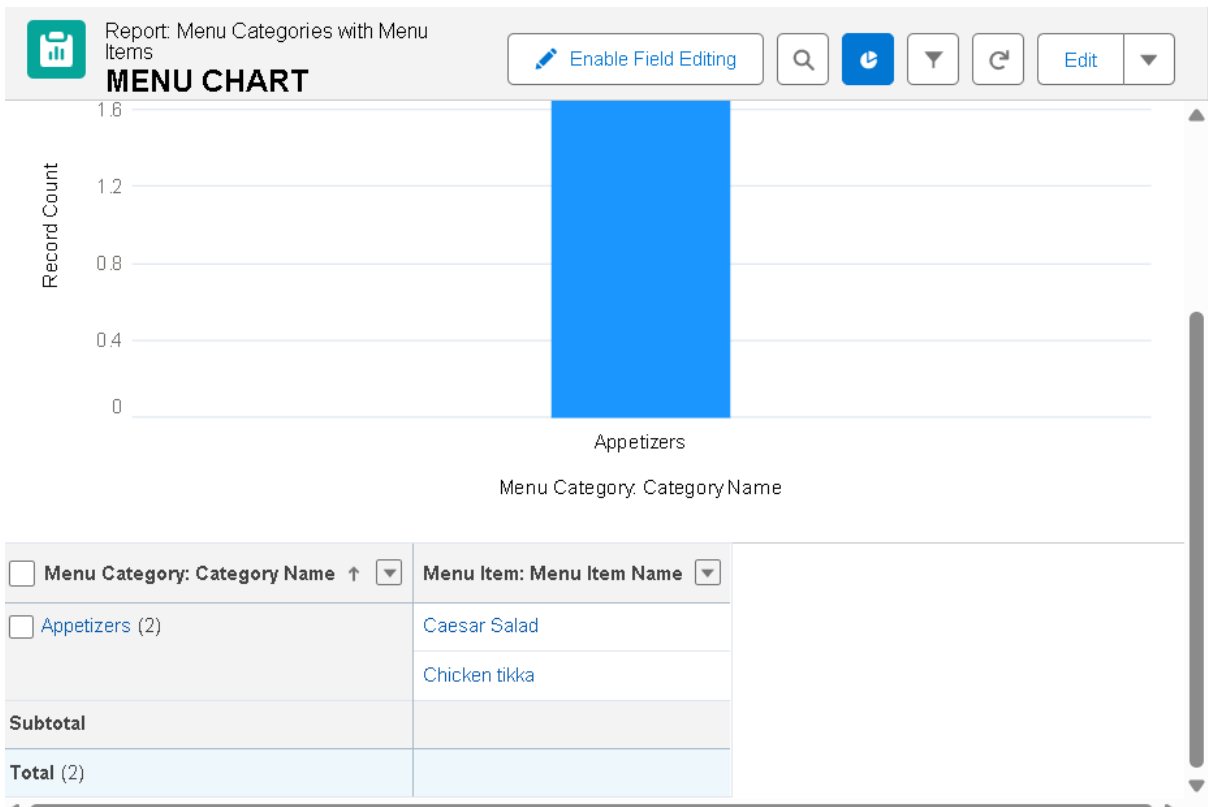 Report: Menu Categories with Menu
Items
MENU CHART
Enable Field Editing
Edit
1.6
1.2
0.8
0.4
0
Record Count
Appetizers
Menu Category: Category Name
Menu Category: Category Name ↑
Menu Item: Menu Item Name
Appetizers (2)
Caesar Salad
Chicken tikka
Subtotal
Total (2)